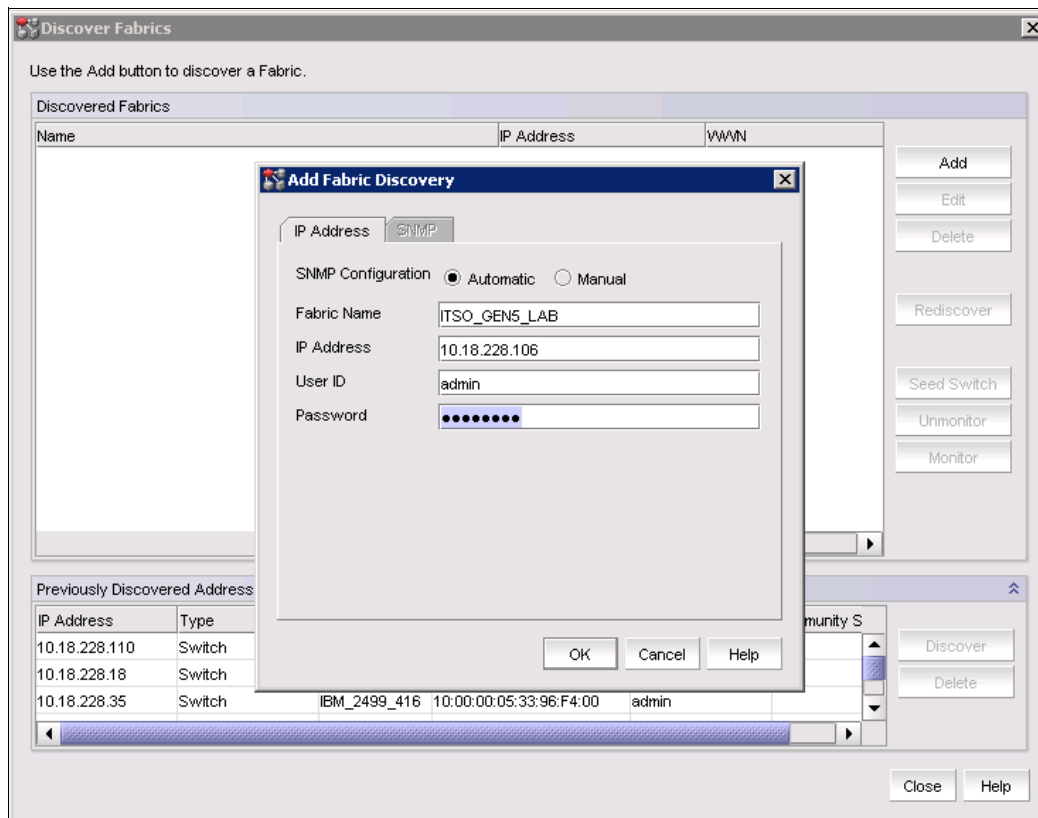 Discover Fabrics
Use the Add button to discover a Fabric.
Discovered Fabrics
Name IP Address WWN
Add
Edit
Delete
Rediscover
Seed Switch
Unmonitor
Monitor
Add Fabric Discovery
IP Address SNMP
SNMP Configuration Automatic Manual
Fabric Name ITSO_GEN5_LAB
IP Address 10.18.228.106
User ID admin
Password ●●●●●●●●
OK Cancel Help
Previously Discovered Address
IP Address Type munity S
10.18.228.110 Switch
10.18.228.18 Switch
10.18.228.35 Switch IBM_2499_416 10:00:00:05:33:96:F4:00 admin
Discover
Delete
Close Help